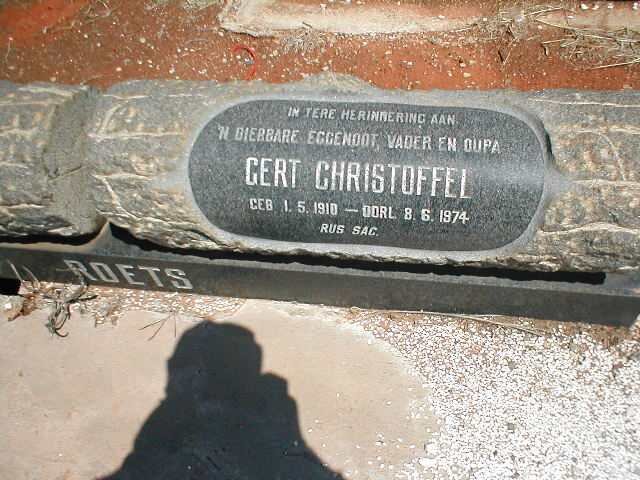 IN TERE HERINNERING AAN
'N DIERBARE EGGENOOT, VADER EN OUPA
GERT CHRISTOFFEL
GEB 1.5.1910 — OORL 8.6.1974
RUS SAG.
ROETS